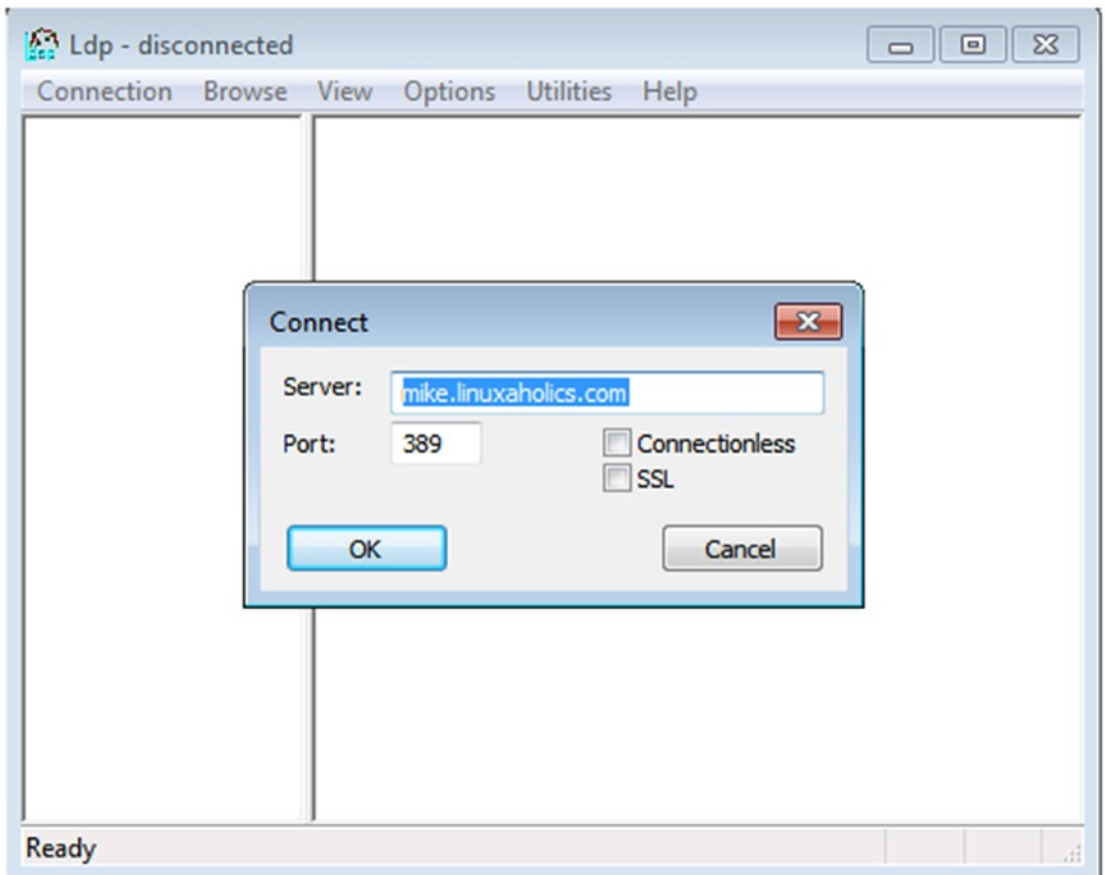 Ldp - disconnected
Connection Browse View Options Utilities Help
Connect
Server: mike.linuxaholics.com
Port: 389 Connectionless
SSL
OK Cancel
Ready